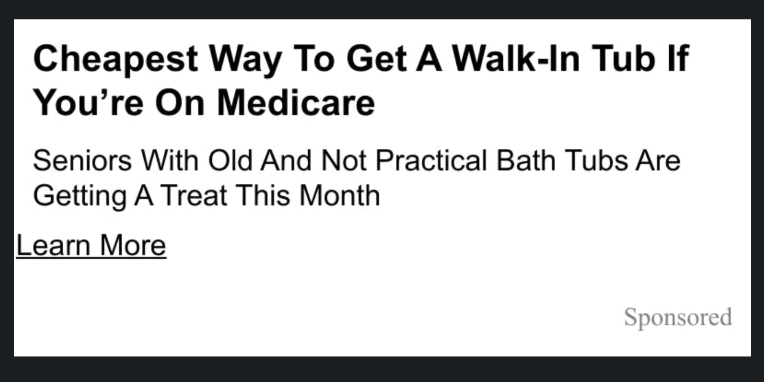 Cheapest Way To Get A Walk-In Tub If
You’re On Medicare
Seniors With Old And Not Practical Bath Tubs Are
Getting A Treat This Month
Learn More
Sponsored